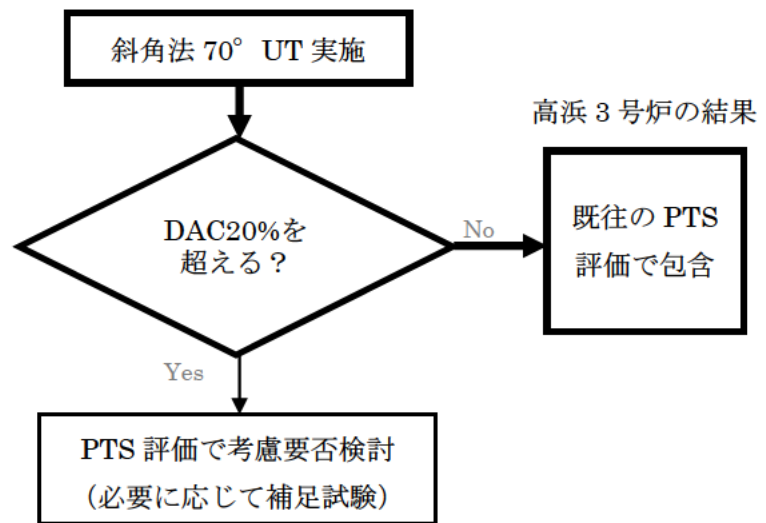 斜角法 70° UT 実施
高浜 3 号炉の結果
DAC20%を
超える？
No
既往の PTS
評価で包含
Yes
PTS 評価で考慮要否検討
（必要に応じて補足試験）